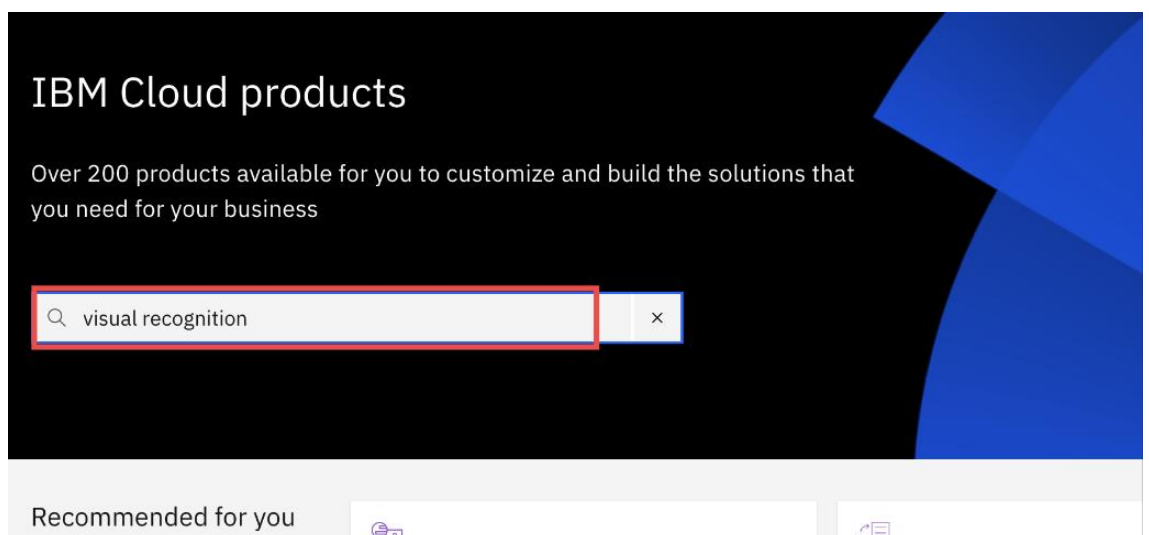 IBM Cloud products
Over 200 products available for you to customize and build the solutions that
you need for your business
visual recognition
Recommended for you